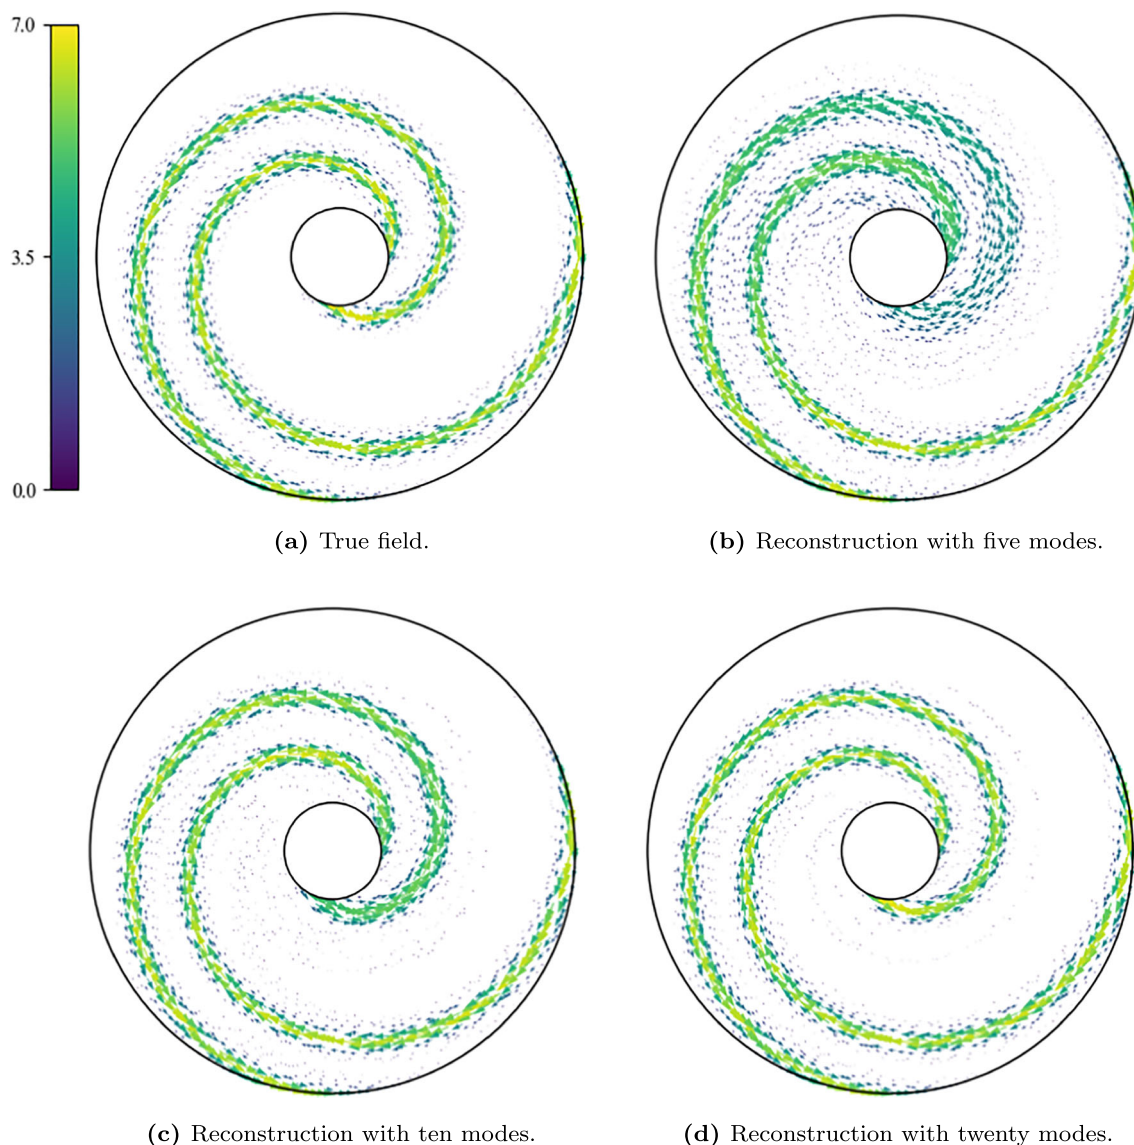 7.0
3.5
0.0
(a) True field.
(b) Reconstruction with five modes.
(c) Reconstruction with ten modes.
(d) Reconstruction with twenty modes.